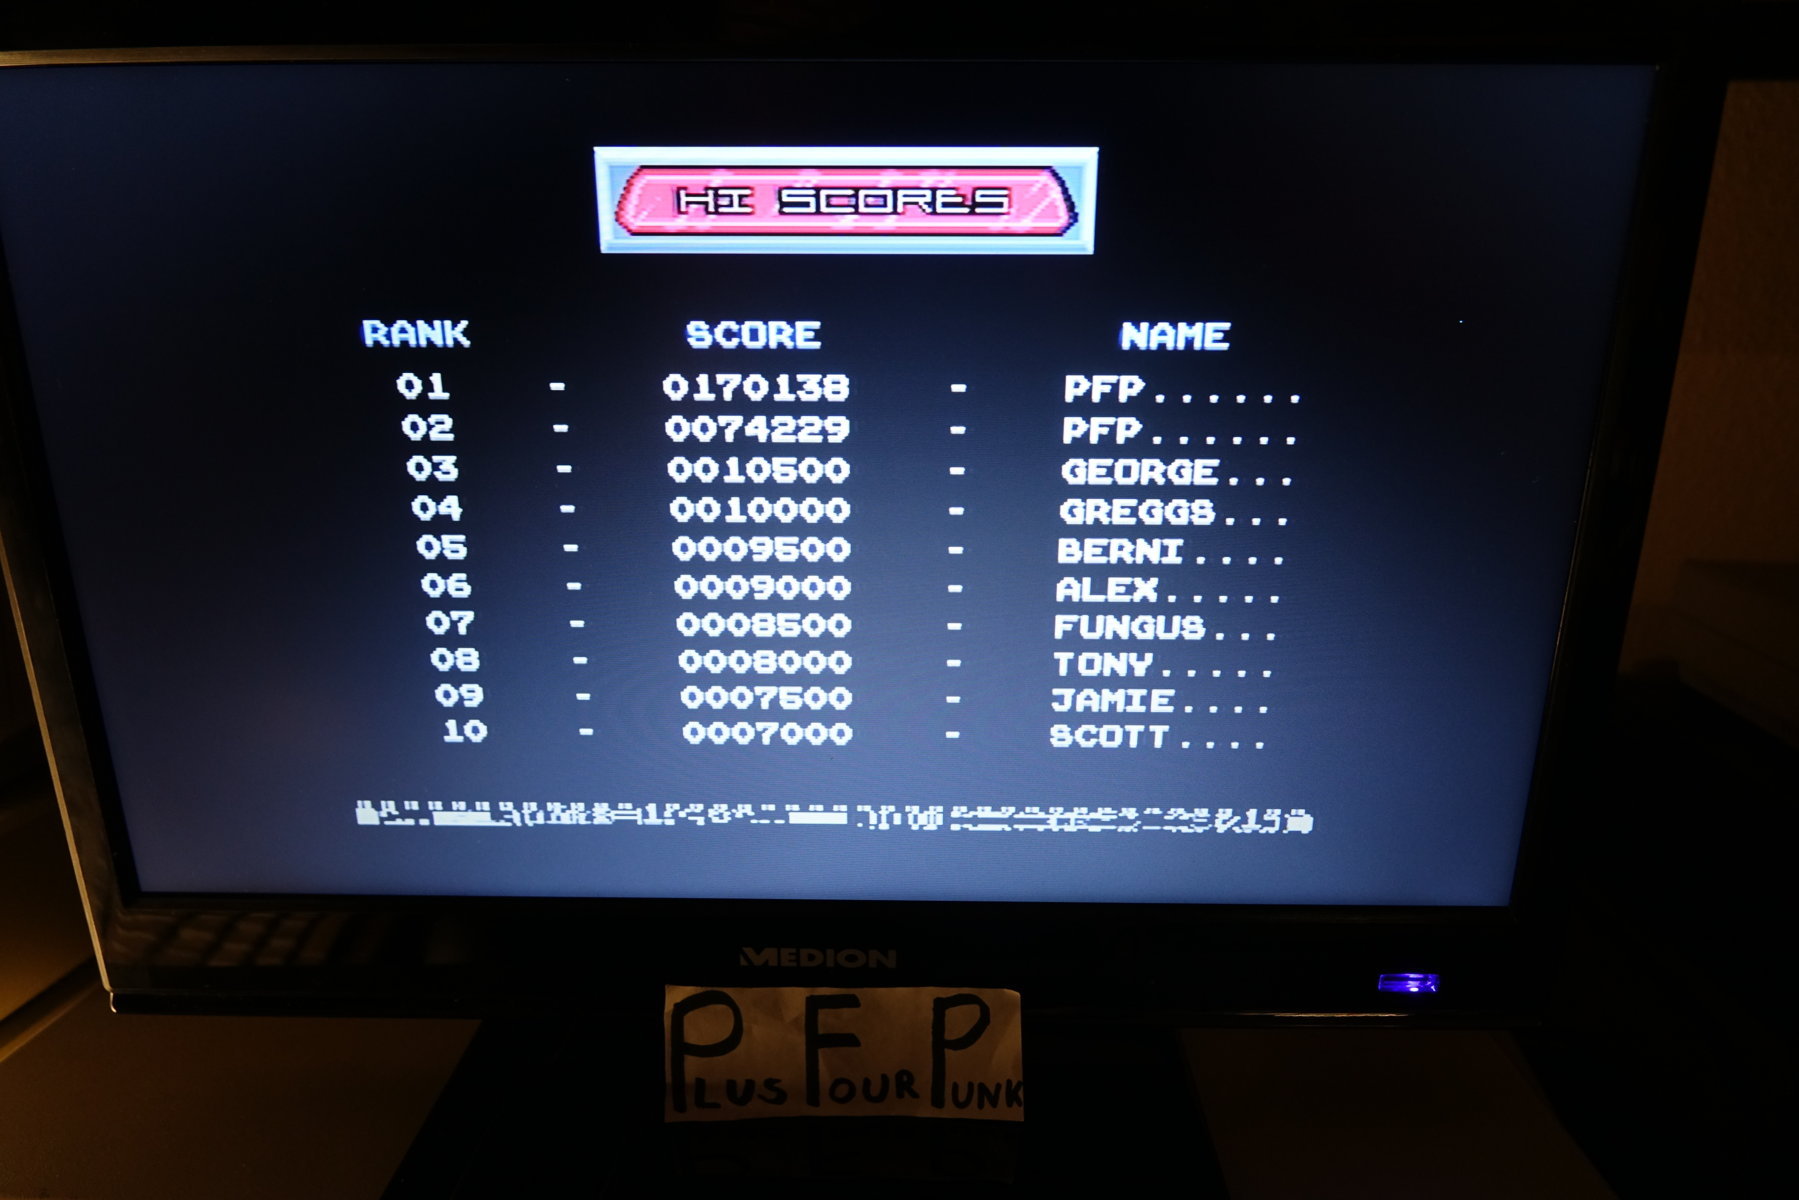 HI SCORES
RANK SCORE NAME
01 - 0170138 - PFP......
02 - 0074229 - PFP......
03 - 0010500 - GEORGE...
04 - 0010000 - GREGGS...
05 - 0009500 - BERNI....
06 - 0009000 - ALEX.....
07 - 0008500 - FUNGUS...
08 - 0008000 - TONY.....
09 - 0007500 - JAMIE....
10 - 0007000 - SCOTT....
MEDION
PLUS FOUR PUNK